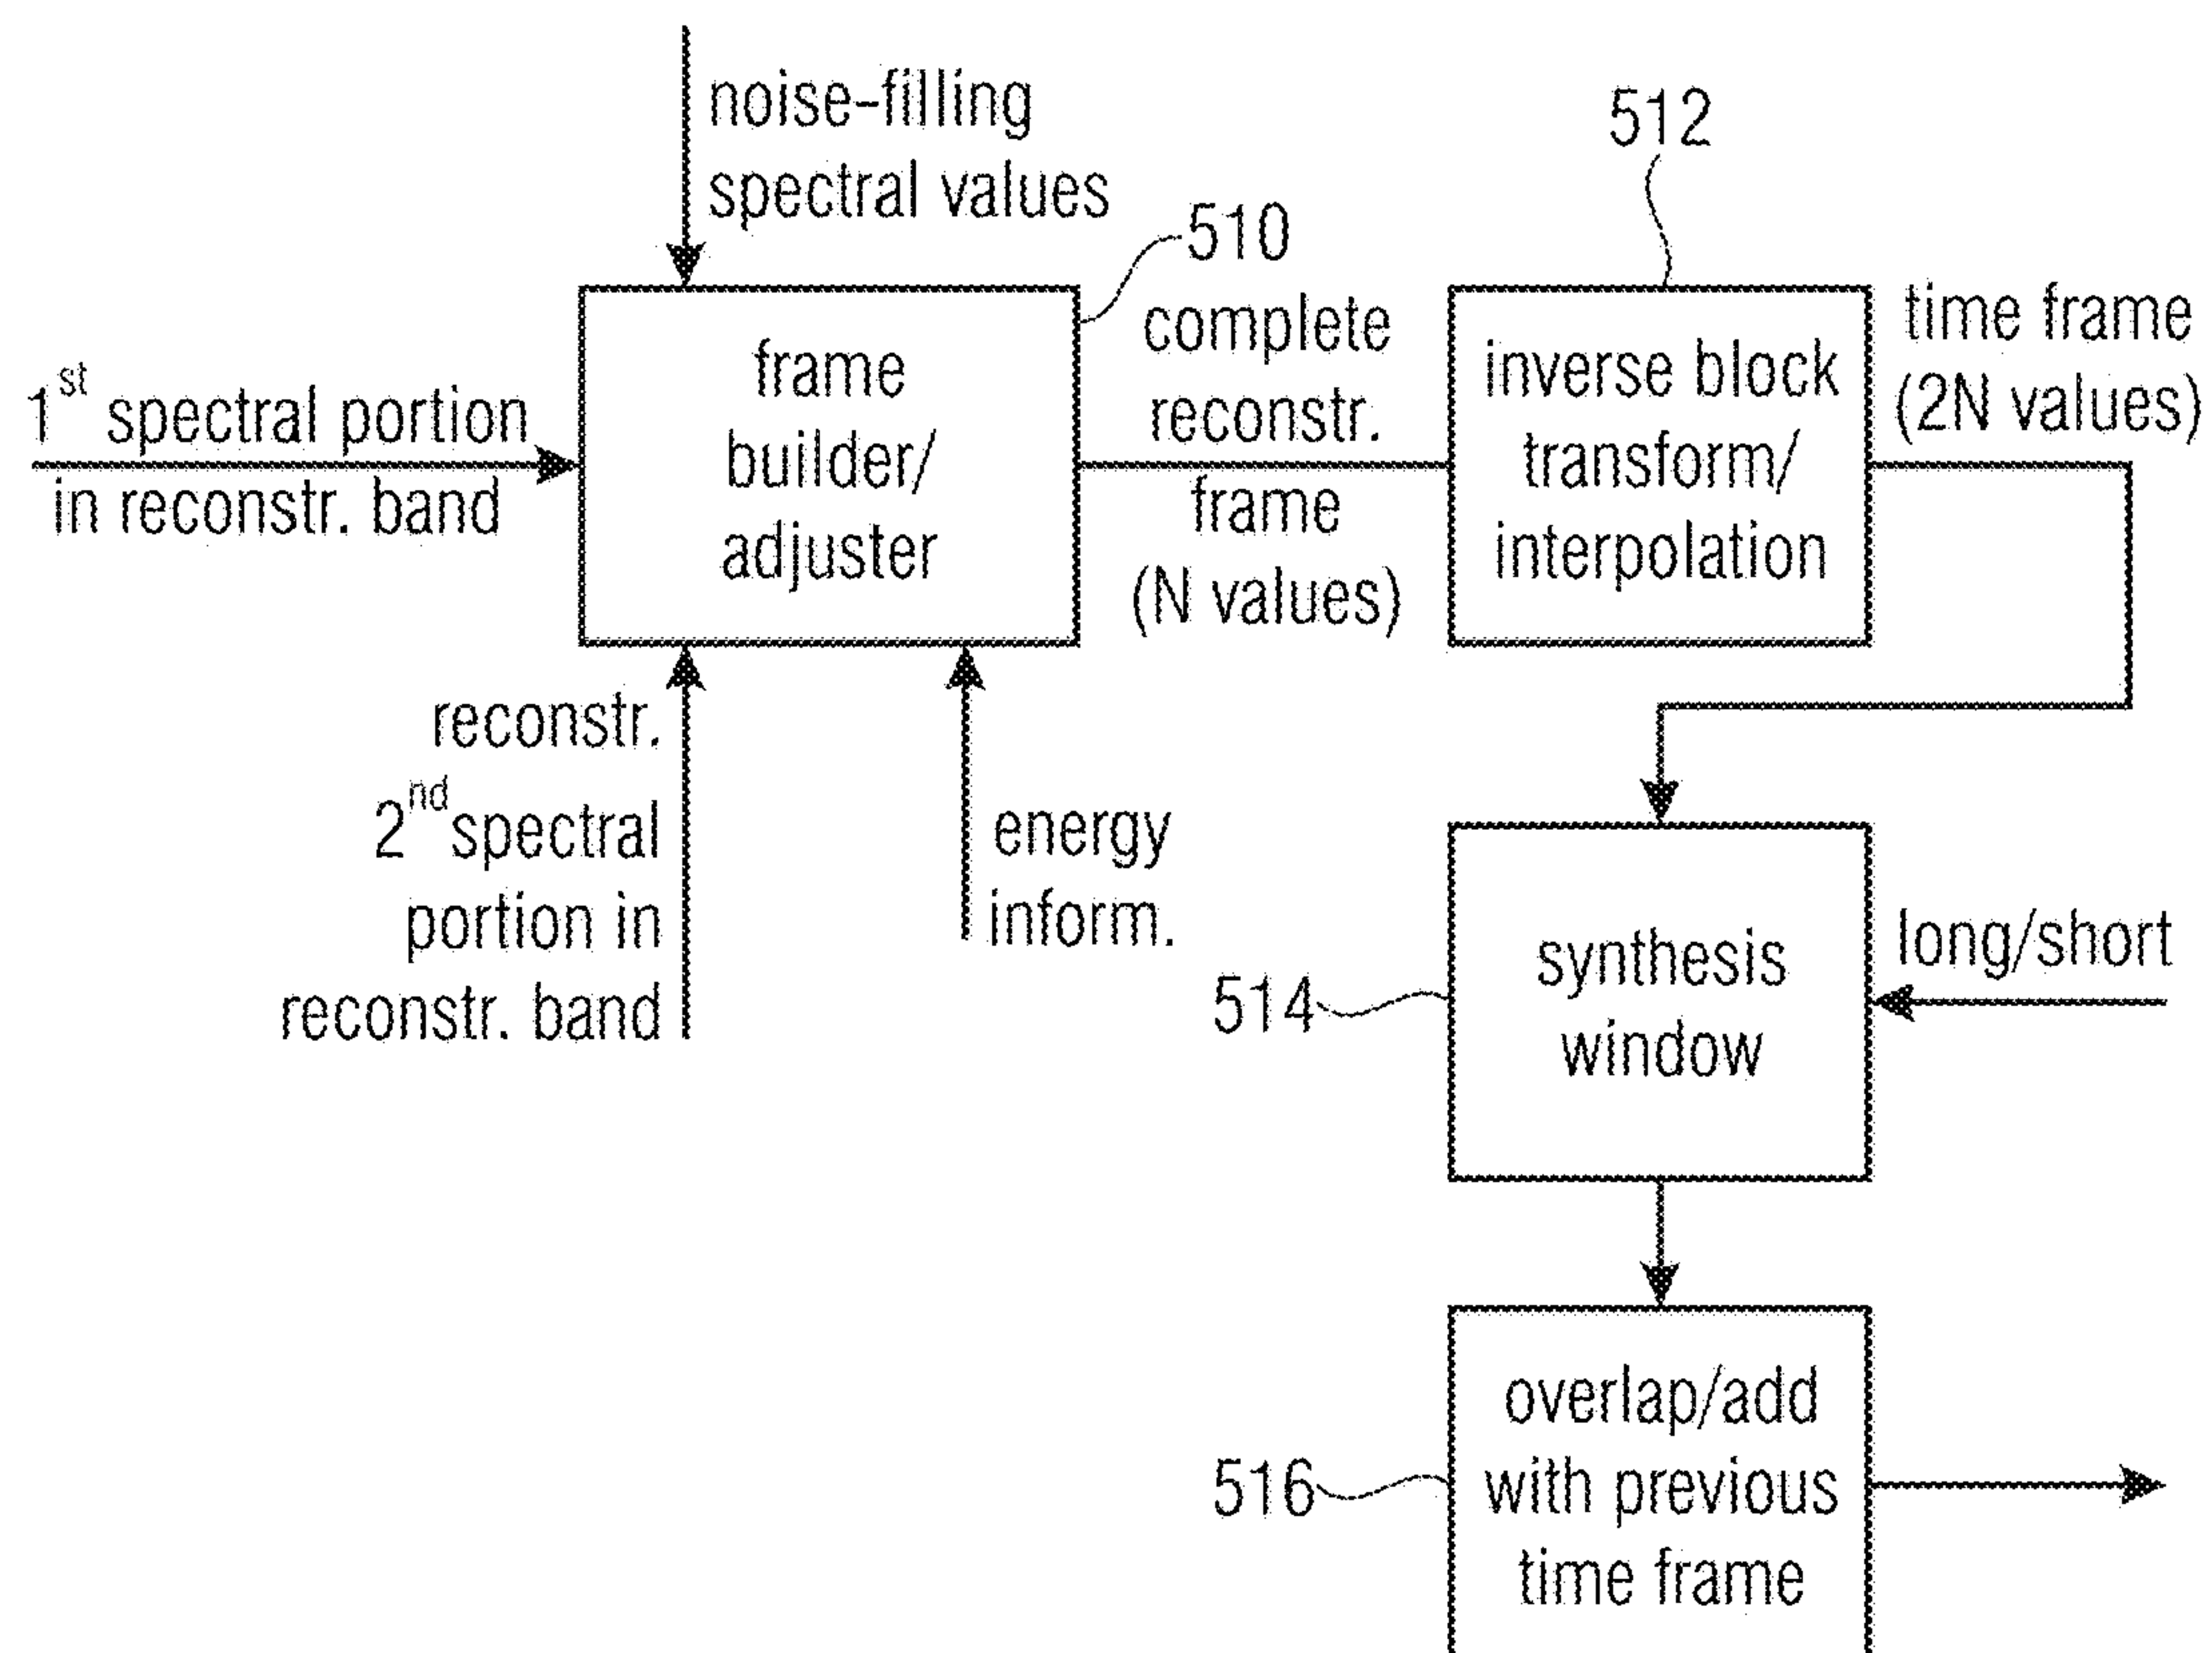 noise-filling
spectral values
512
510
1st spectral portion
in reconstr. band
frame
builder/
adjuster
complete
reconstr.
frame
(N values)
inverse block
transform/
interpolation
time frame
(2N values)
reconstr.
2nd spectral
portion in
reconstr. band
energy
inform.
514
synthesis
window
long/short
516
overlap/add
with previous
time frame